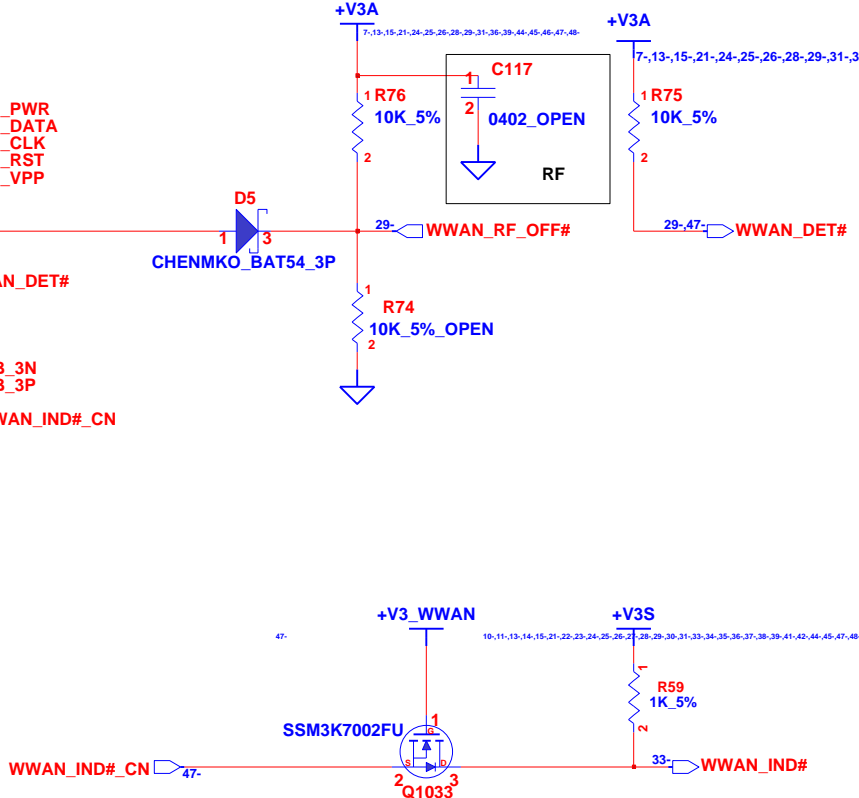 +V3A
7-,13-,15-,21-,24-,25-,26-,28-,29-,31-,36-,39-,44-,45-,46-,47-,48-
+V3A
7-,13-,15-,21-,24-,25-,26-,28-,29-,31-,3
1
C117
2
0402_OPEN
RF
1
R76
10K_5%
2
1
R75
10K_5%
2
_PWR
_DATA
_CLK
_RST
_VPP
D5
1
3
CHENMKO_BAT54_3P
29-
WWAN_RF_OFF#
29-,47-
WWAN_DET#
AN_DET#
1
R74
10K_5%_OPEN
2
_3N
_3P
WAN_IND#_CN
+V3_WWAN
+V3S
47-
10-,11-,13-,14-,15-,21-,22-,23-,24-,25-,26-,27-,28-,29-,30-,31-,33-,34-,35-,36-,37-,38-,39-,41-,42-,44-,45-,47-,48-
1
R59
1K_5%
2
SSM3K7002FU
1
G
S
D
WWAN_IND#_CN
47-
2
3
Q1033
33-
WWAN_IND#